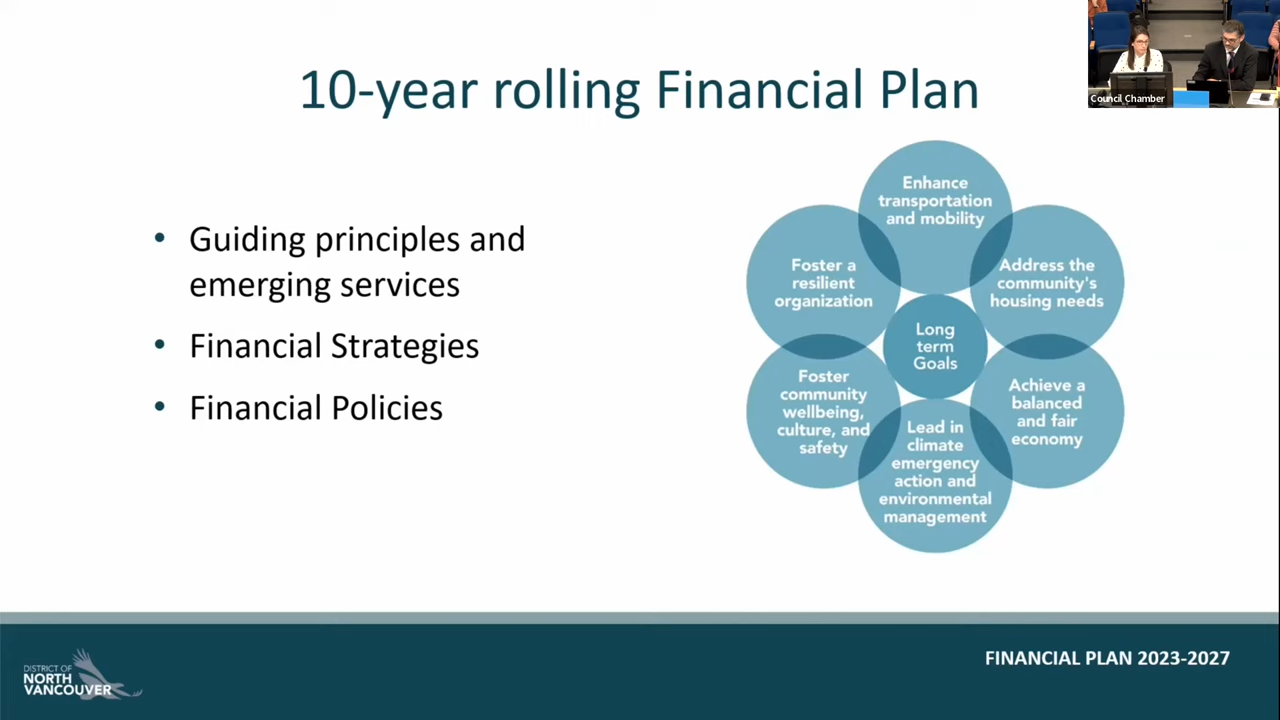 10-year rolling Financial Plan
Council Chamber
• Guiding principles and
emerging services
• Financial Strategies
• Financial Policies
Enhance
transportation
and mobility
Address the
community's
housing needs
Achieve a
balanced
and fair
economy
Lead in
climate
emergency
action and
environmental
management
Foster
community
wellbeing,
culture, and
safety
Foster a
resilient
organization
Long
term
Goals
DISTRICT OF
NORTH
VANCOUVER
FINANCIAL PLAN 2023-2027